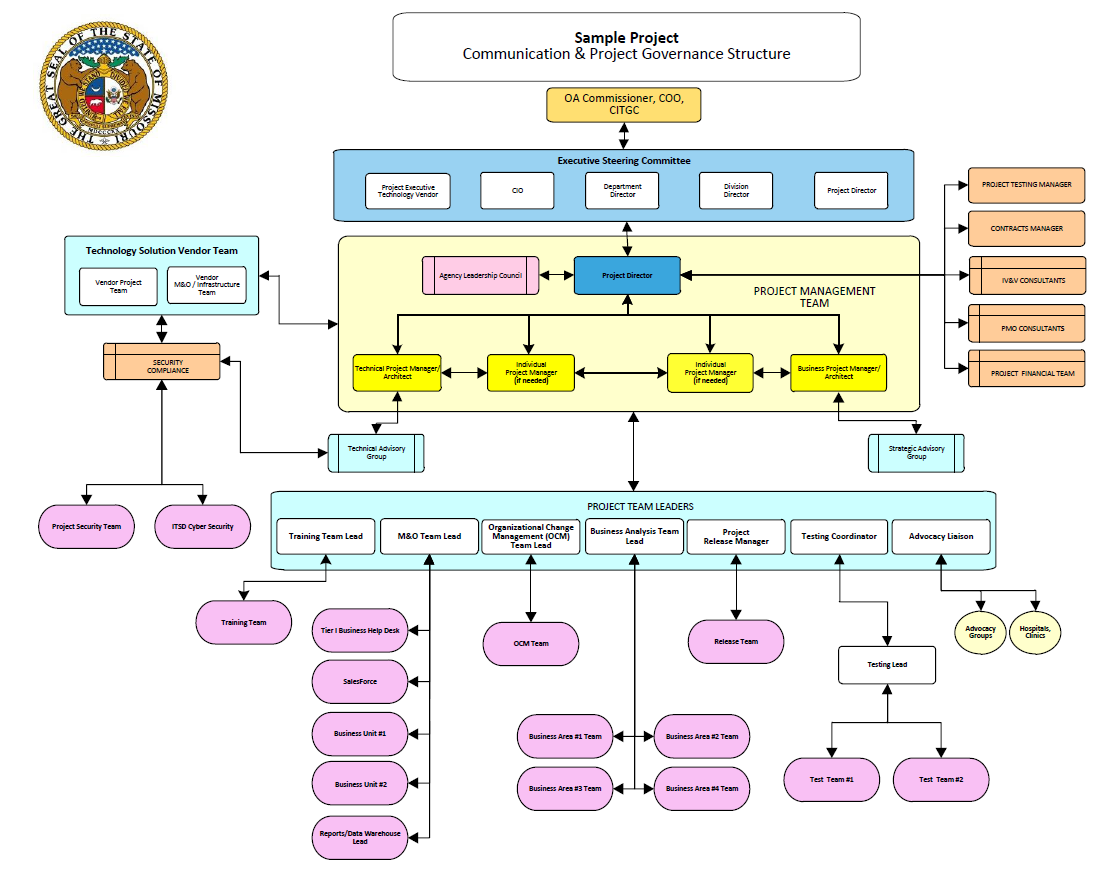 THE GREAT SEAL OF THE STATE OF MISSOURI
Sample Project
Communication & Project Governance Structure
OA Commissioner, COO,
CITGC
Executive Steering Committee
Project Executive
Technology Vendor
CIO
Department
Director
Division
Director
Project Director
PROJECT TESTING MANAGER
CONTRACTS MANAGER
IV&V CONSULTANTS
PMO CONSULTANTS
PROJECT FINANCIAL TEAM
Technology Solution Vendor Team
Vendor Project
Team
Vendor
M&O / Infrastructure
Team
Agency Leadership Council
Project Director
PROJECT MANAGEMENT
TEAM
SECURITY
COMPLIANCE
Technical Project Manager/
Architect
Individual
Project Manager
(if needed)
Individual
Project Manager
(if needed)
Business Project Manager/
Architect
Technical Advisory
Group
Strategic Advisory
Group
Project Security Team
ITSD Cyber Security
PROJECT TEAM LEADERS
Training Team Lead
M&O Team Lead
Organizational Change
Management (OCM)
Team Lead
Business Analysis Team
Lead
Project
Release Manager
Testing Coordinator
Advocacy Liaison
Training Team
Tier I Business Help Desk
SalesForce
Business Unit #1
Business Unit #2
Reports/Data Warehouse
Lead
OCM Team
Business Area #1 Team
Business Area #2 Team
Business Area #3 Team
Business Area #4 Team
Release Team
Testing Lead
Test Team #1
Test Team #2
Advocacy
Groups
Hospitals,
Clinics